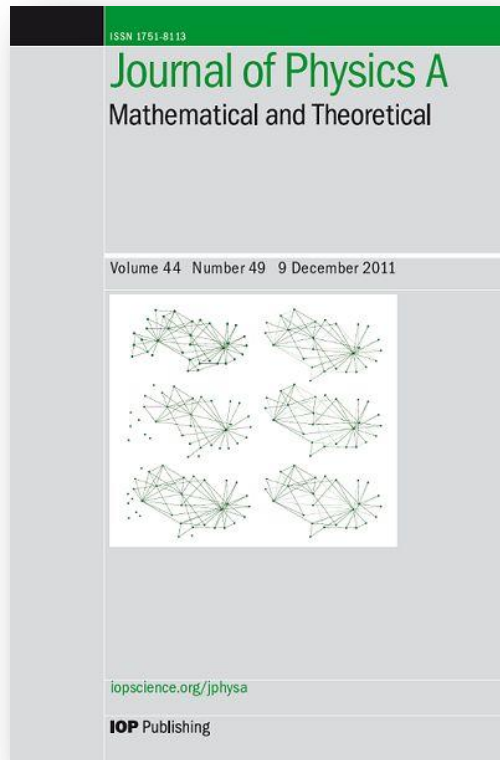 ISSN 1751-8113
Journal of Physics A
Mathematical and Theoretical
Volume 44 Number 49 9 December 2011
iopscience.org/jphysa
IOP Publishing